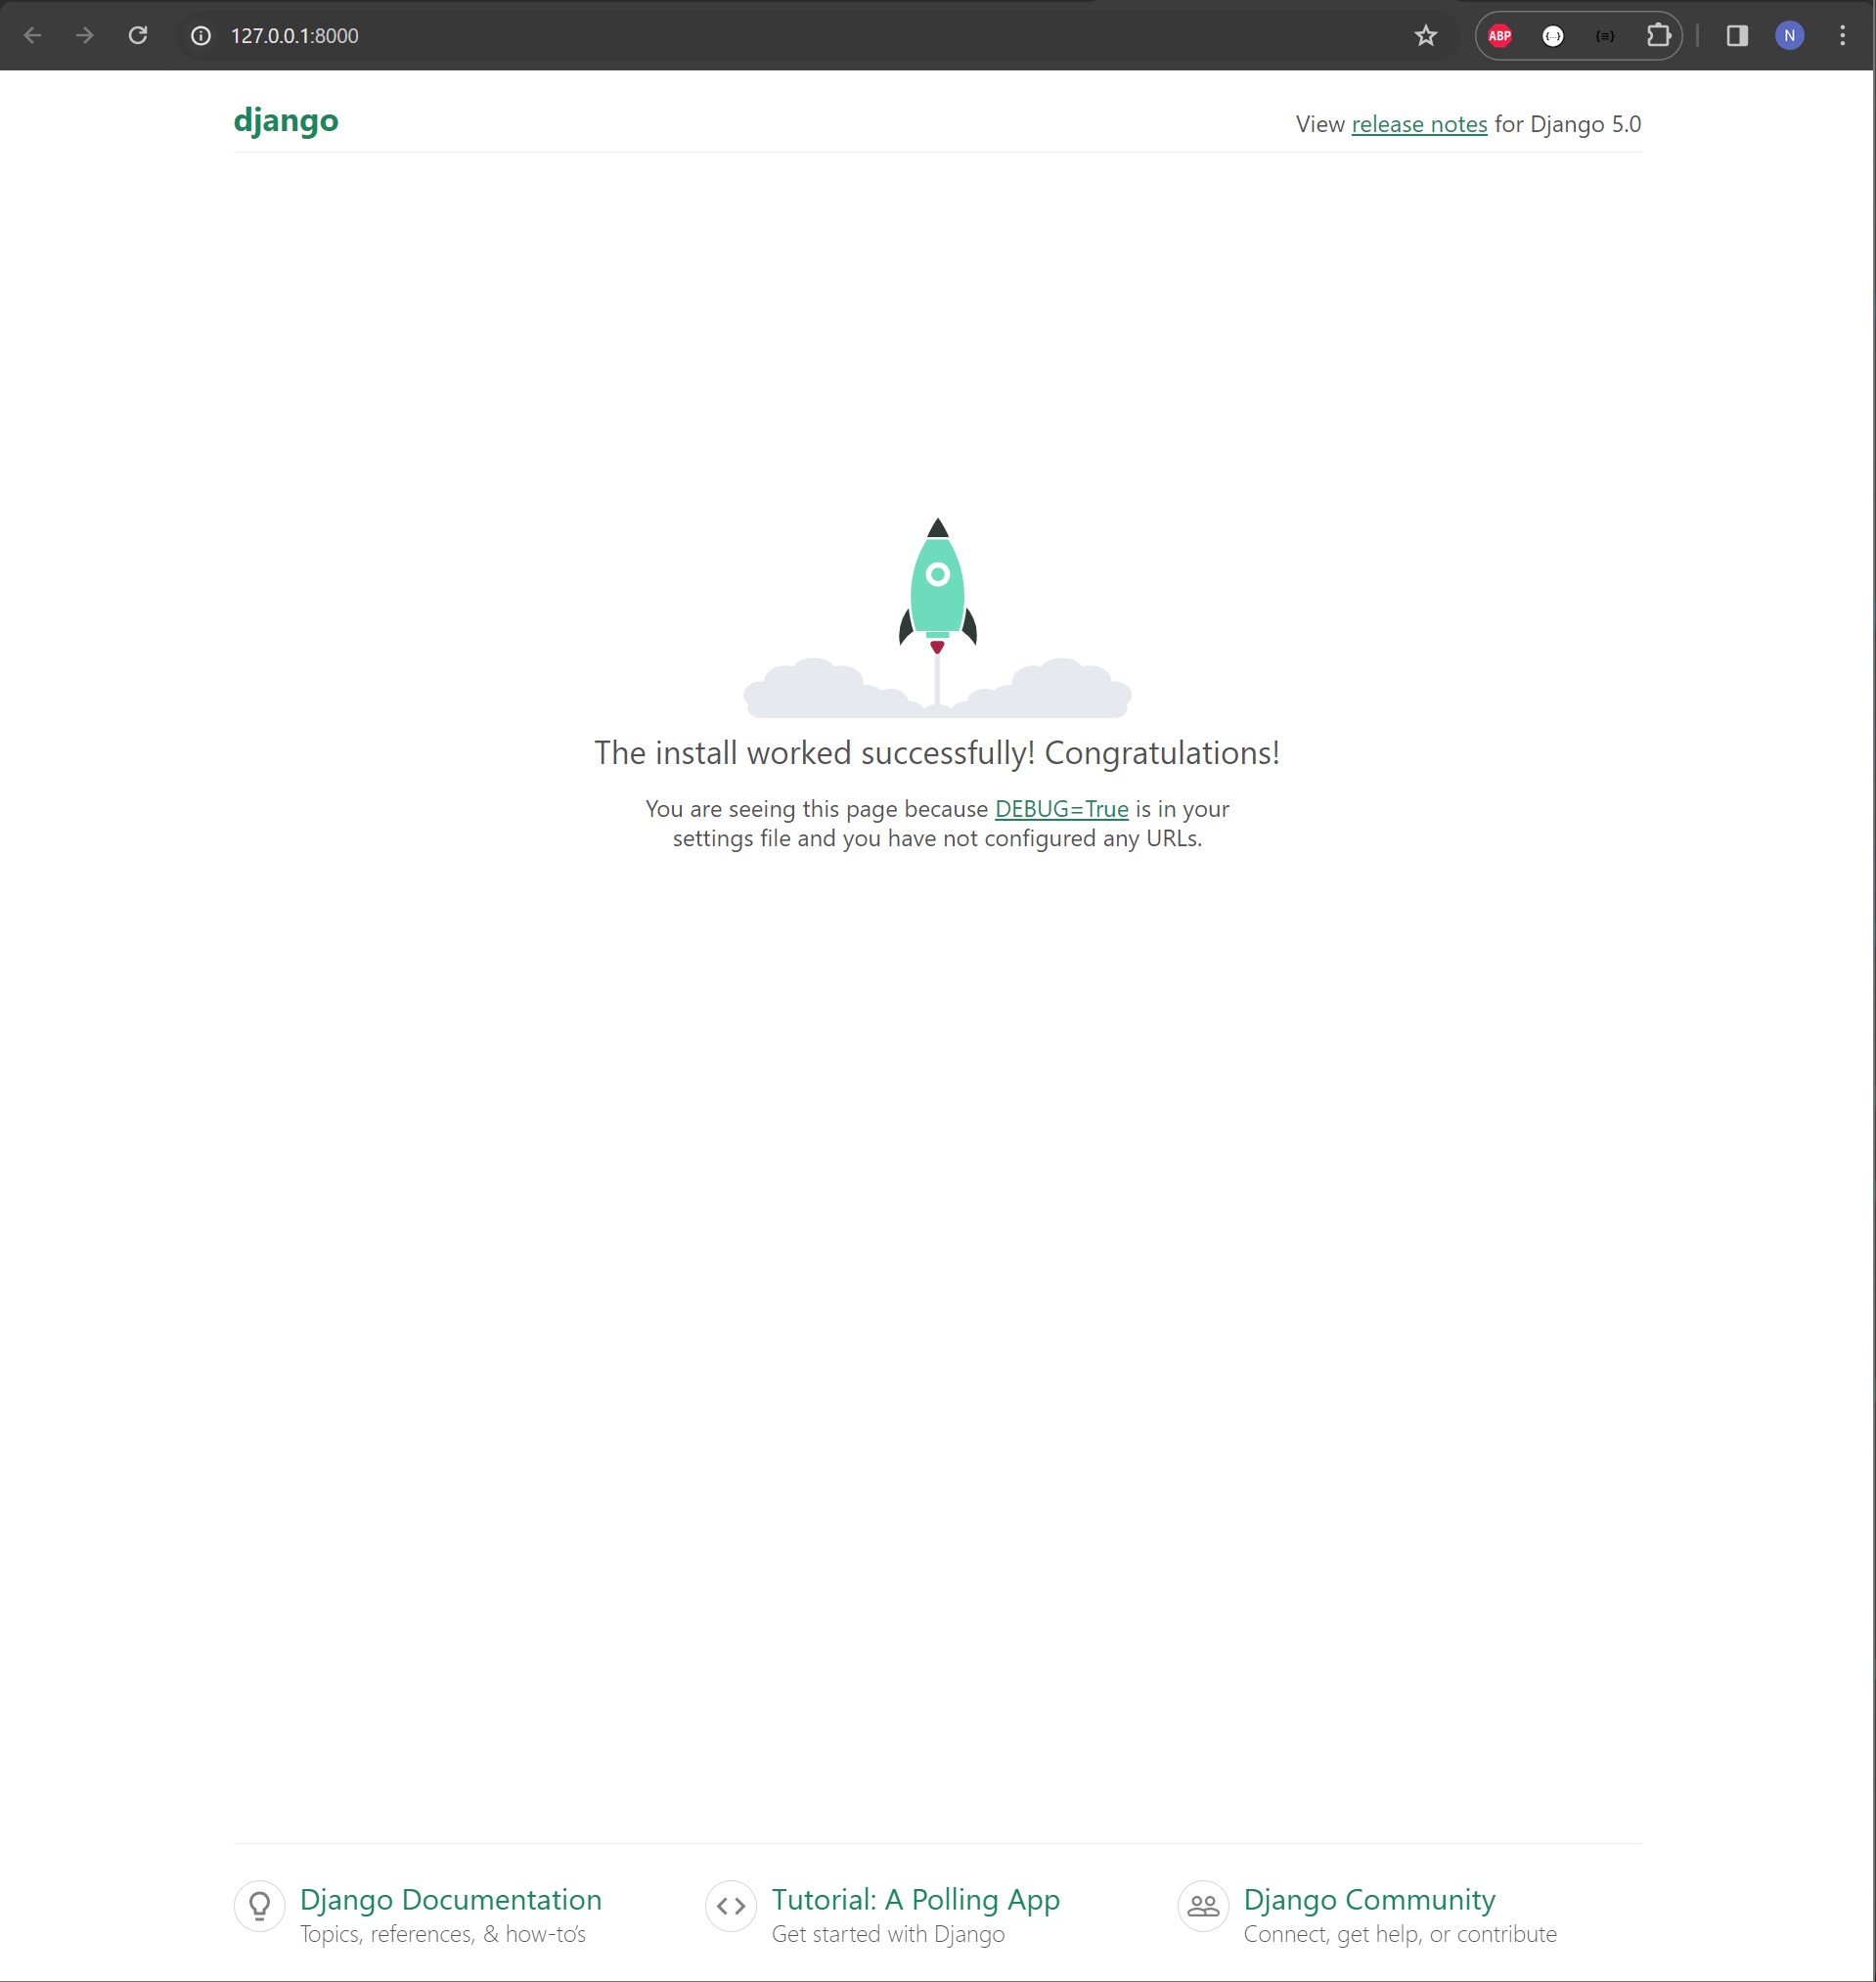 127.0.0.1:8000
ABP
{...}
{≡}
N
django
View release notes for Django 5.0
The install worked successfully! Congratulations!
You are seeing this page because DEBUG=True is in your
settings file and you have not configured any URLs.
Django Documentation
Topics, references, & how-to’s
Tutorial: A Polling App
Get started with Django
Django Community
Connect, get help, or contribute